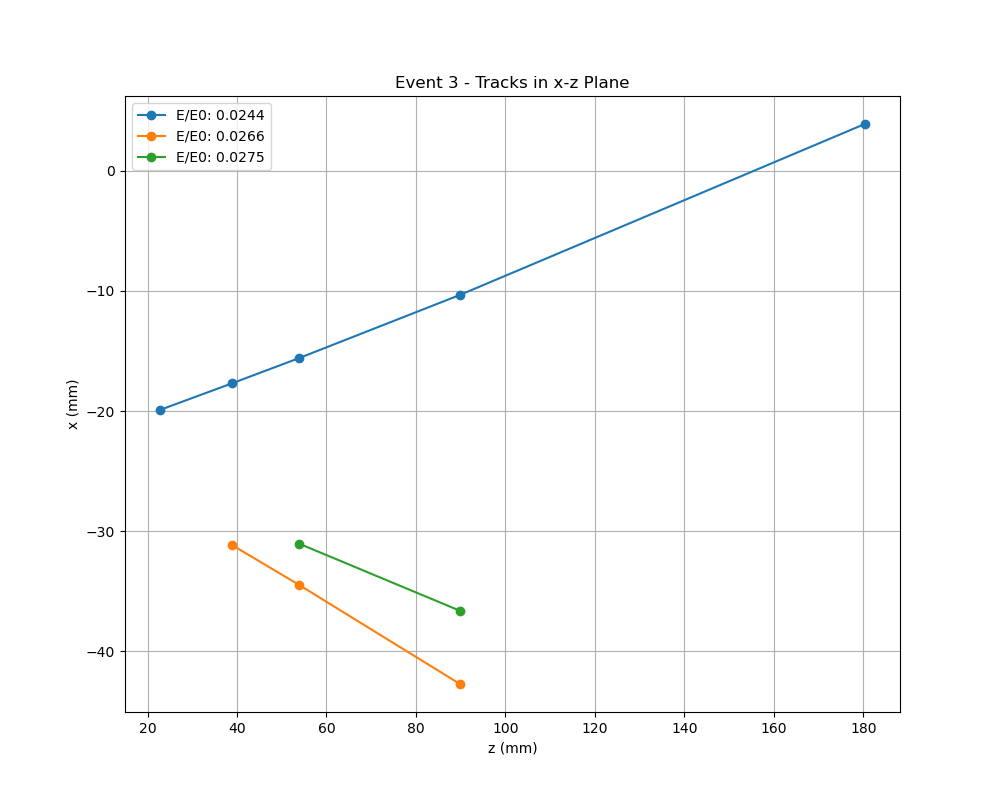 Event 3 - Tracks in x-z Plane
E/E0: 0.0244
E/E0: 0.0266
E/E0: 0.0275
0
−10
−20
−30
−40
x (mm)
20 40 60 80 100 120 140 160 180
z (mm)